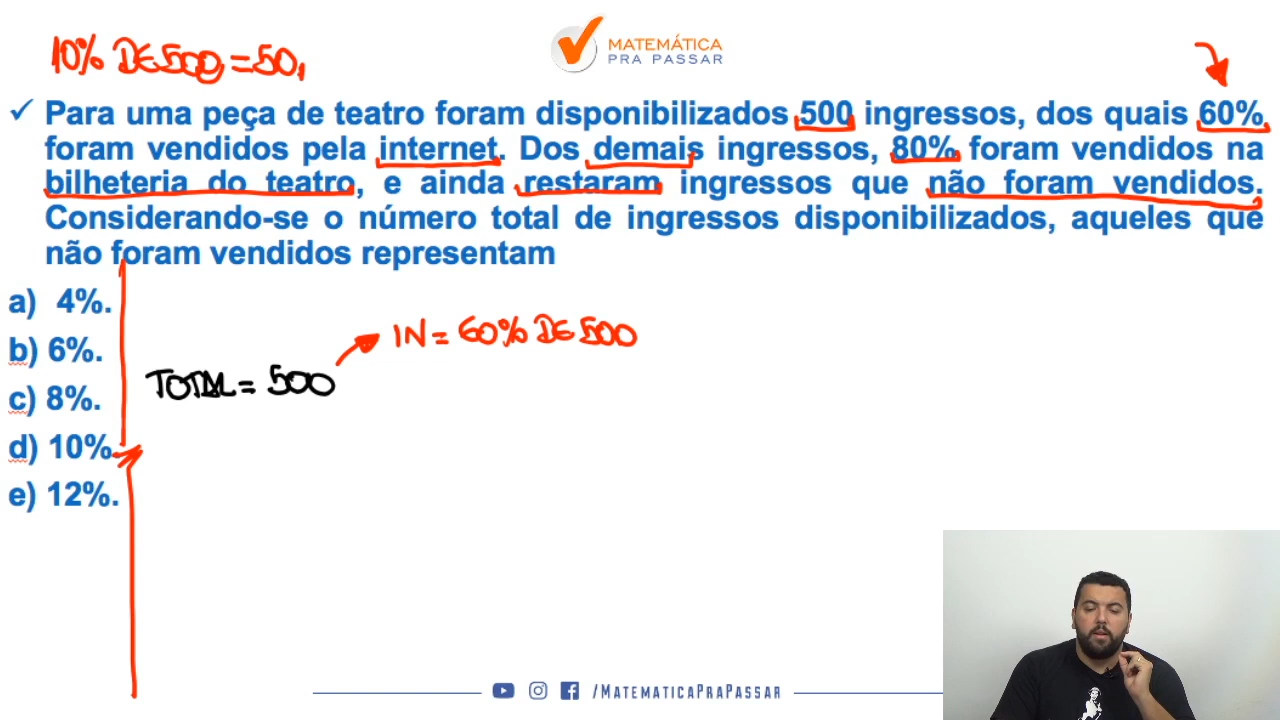 10% DE 500, = 50,
MATEMÁTICA
PRA PASSAR
✓ Para uma peça de teatro foram disponibilizados 500 ingressos, dos quais 60%
foram vendidos pela internet. Dos demais ingressos, 80% foram vendidos na
bilheteria do teatro, e ainda restaram ingressos que não foram vendidos.
Considerando-se o número total de ingressos disponibilizados, aqueles que
não foram vendidos representam
a) 4%.
b) 6%.
c) 8%.
d) 10%.
e) 12%.
IN = 60% DE 500
TOTAL = 500
/MATEMATICAPRAPASSAR